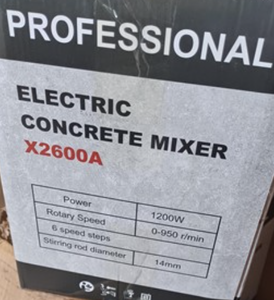 PROFESSIONAL
ELECTRIC
CONCRETE MIXER
X2600A
Power 1200W
Rotary Speed 0-950 r/min
6 speed steps
Stirring rod diameter 14mm